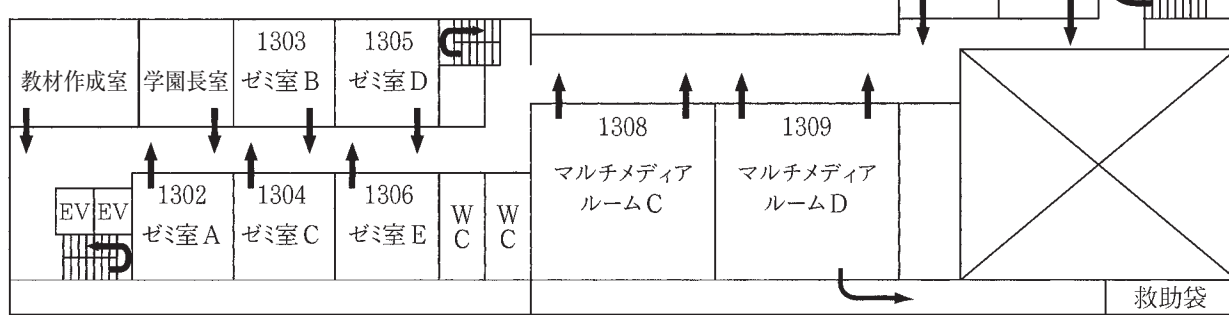 教材作成室
学園長室
1303
ゼミ室B
1305
ゼミ室D
EV
EV
1302
ゼミ室A
1304
ゼミ室C
1306
ゼミ室E
WC
WC
1308
マルチメディア
ルームC
1309
マルチメディア
ルームD
救助袋